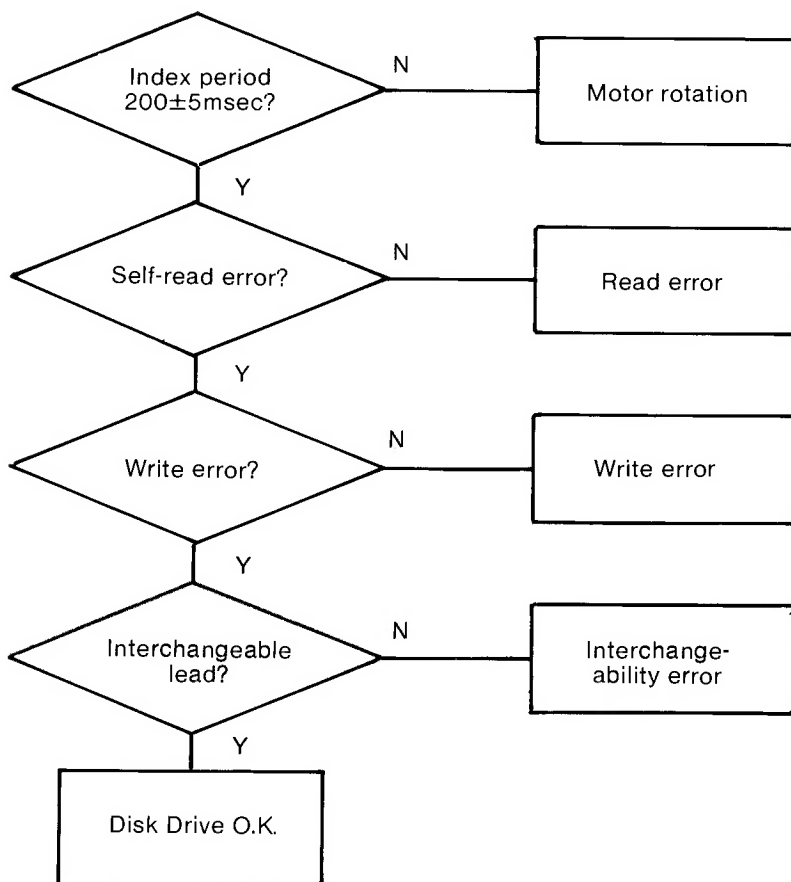 Index period
200±5msec?
N
Motor rotation
Y
Self-read error?
N
Read error
Y
Write error?
N
Write error
Y
Interchangeable
lead?
N
Interchange-
ability error
Y
Disk Drive O.K.